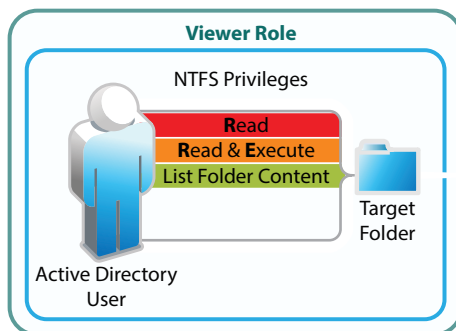 Viewer Role
NTFS Privileges
Read
Read & Execute
List Folder Content
Target
Folder
Active Directory
User